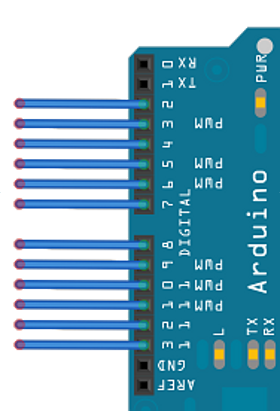 RX 0
TX 1
2
PWM 3
4
PWM 5
PWM 6
7
8
PWM 9
PWM 10
PWM 11
12
13
GND
AREF
DIGITAL
Arduino
PWR
L
TX
RX